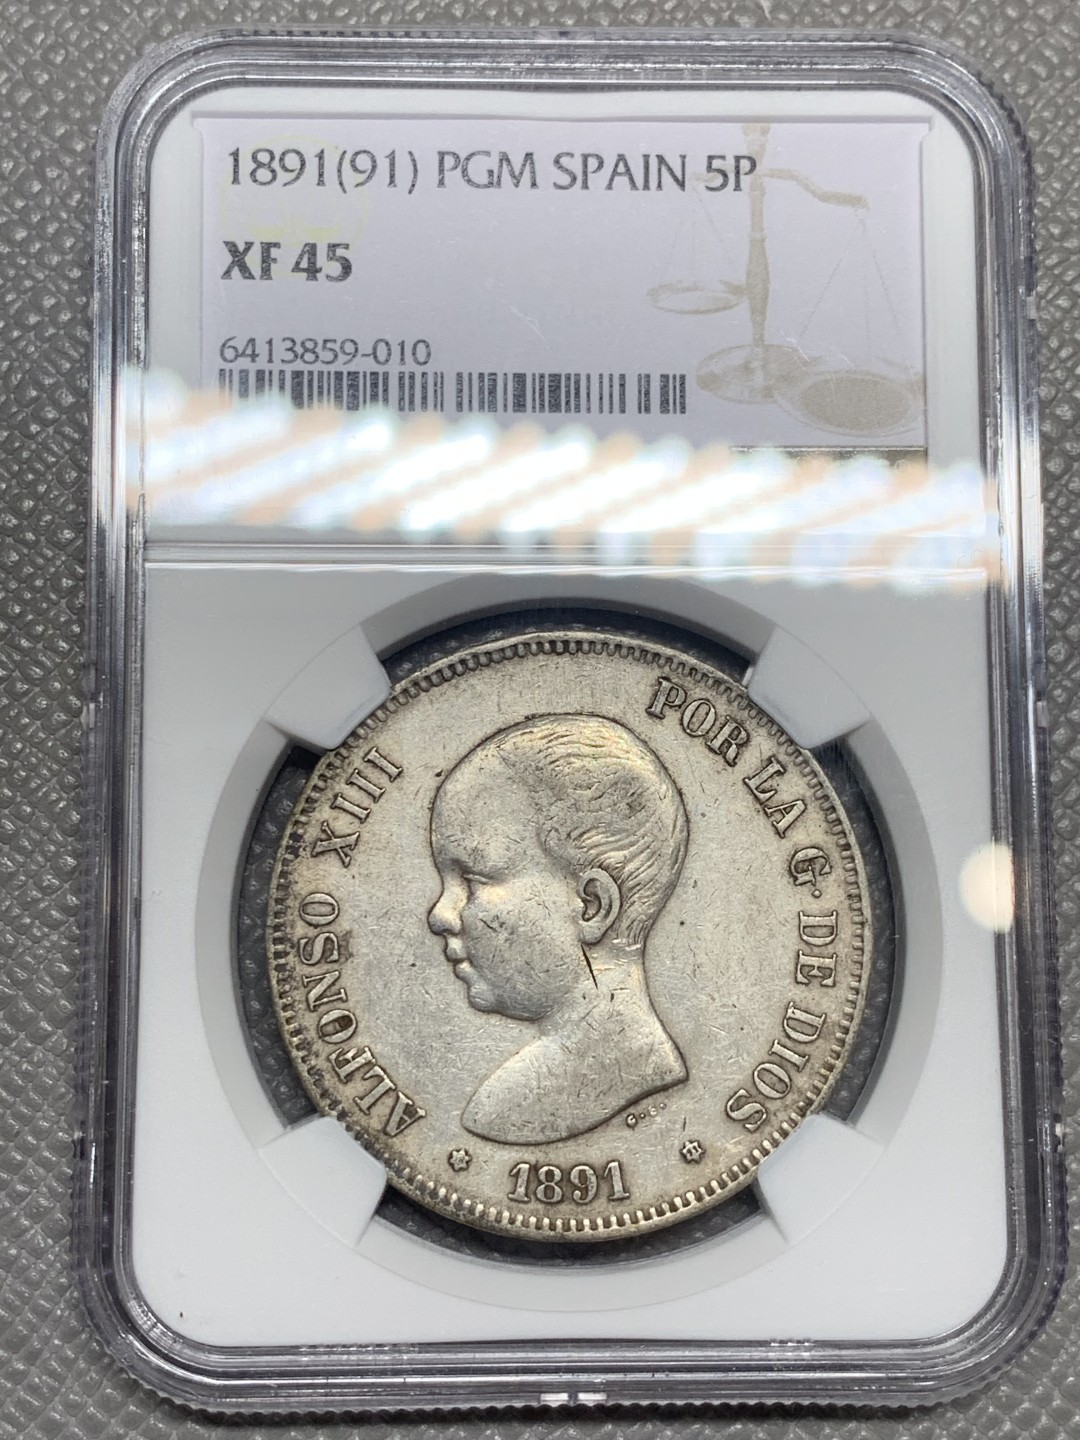 1891(91) PGM SPAIN 5P
XF 45
6413859-010
ALFONSO XIII
POR LA G. DE DIOS
G. S.
1891